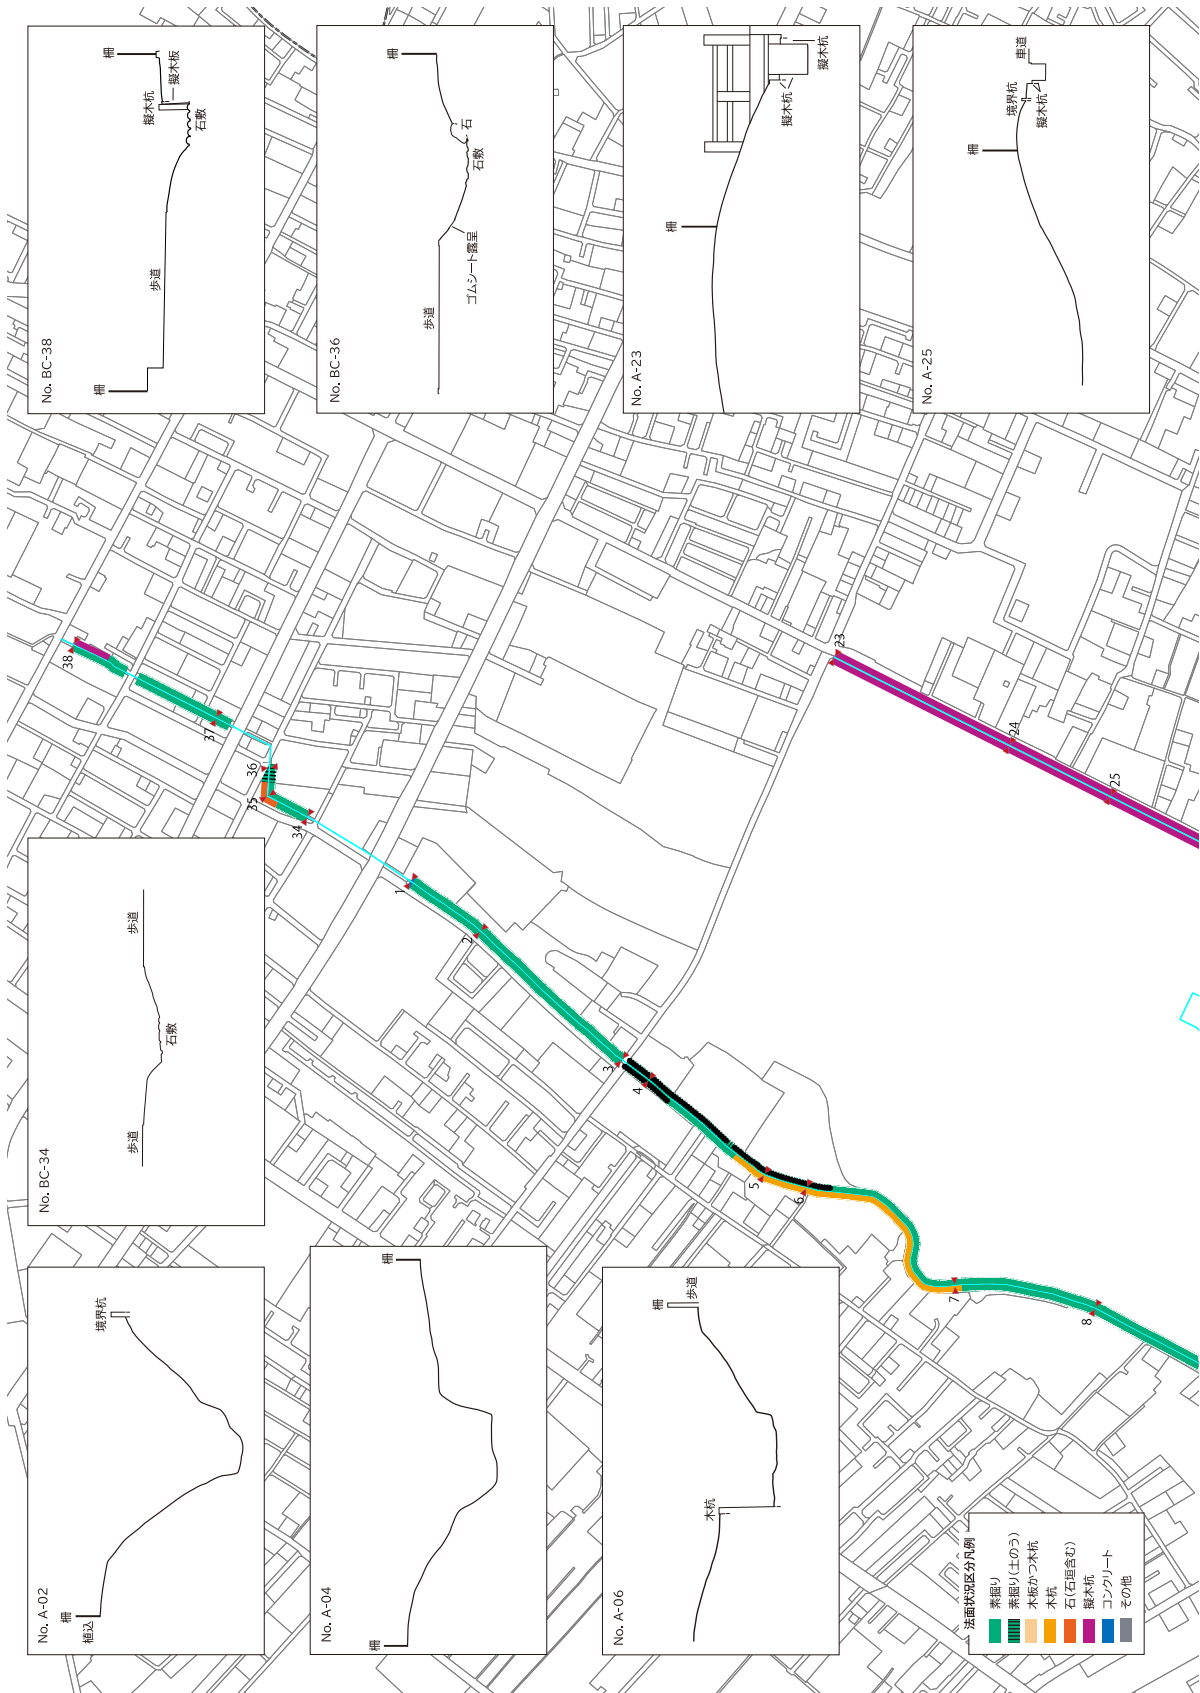 No. BC-38
柵
歩道
擬木杭
擬木板
石敷
柵
No. BC-36
歩道
ゴムシート露呈
石敷
石
柵
No. A-23
柵
擬木杭
擬木杭
No. A-25
柵
境界杭
擬木杭
車道
No. BC-34
歩道
石敷
歩道
No. A-02
柵
植込
境界杭
No. A-04
柵
柵
No. A-06
木杭
柵
歩道
38
37
36
35
34
1
2
3
4
5
6
7
8
23
24
25
法面状況区分凡例
素掘り
素掘り(土のう)
木板かつ木杭
木杭
石(石垣含む)
擬木杭
コンクリート
その他